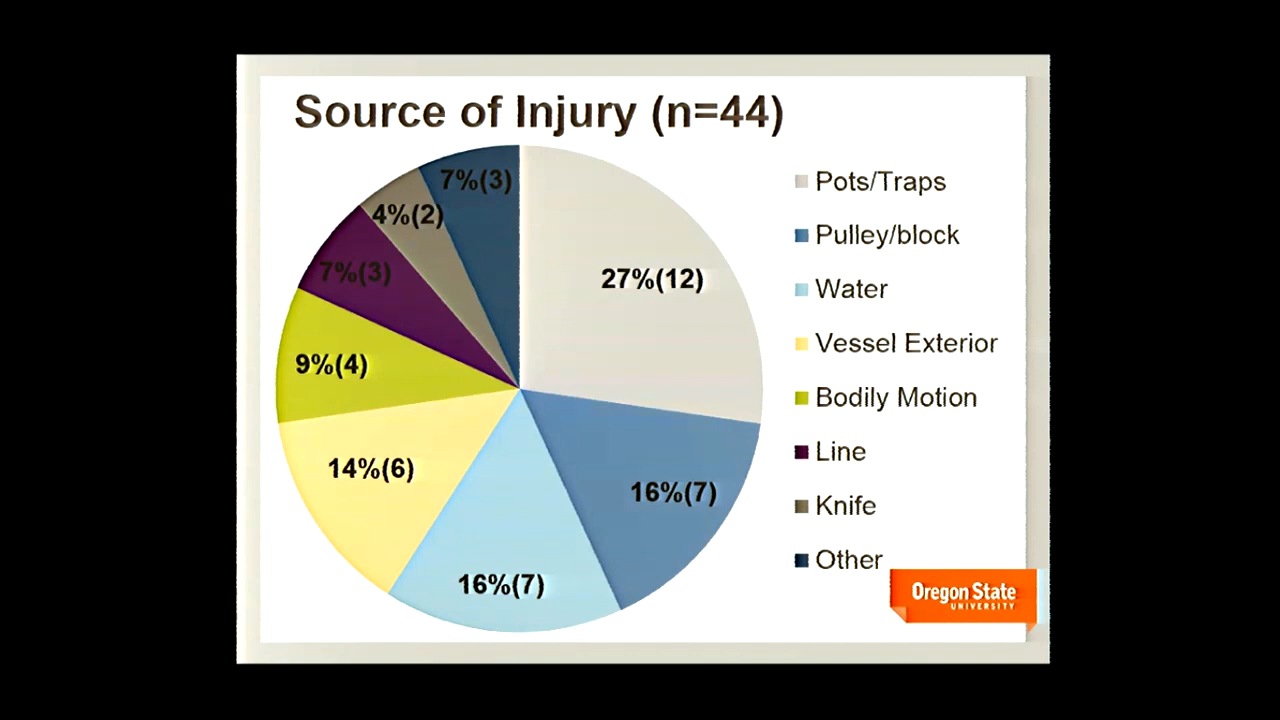 Source of Injury (n=44)
7%(3)
4%(2)
7%(3)
27%(12)
9%(4)
14%(6)
16%(7)
16%(7)
Pots/Traps
Pulley/block
Water
Vessel Exterior
Bodily Motion
Line
Knife
Other
Oregon State
UNIVERSITY